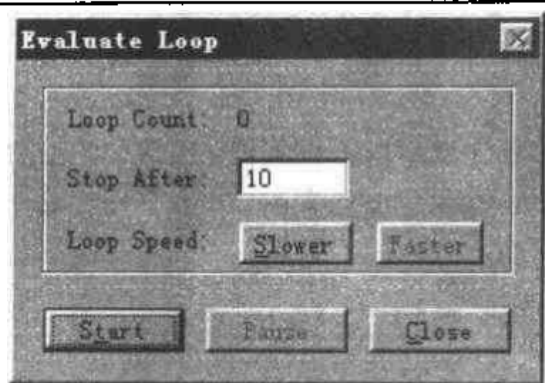 Evaluate Loop
Loop Count: 0
Stop After: 10
Loop Speed: Slower Faster
Start Pause Close